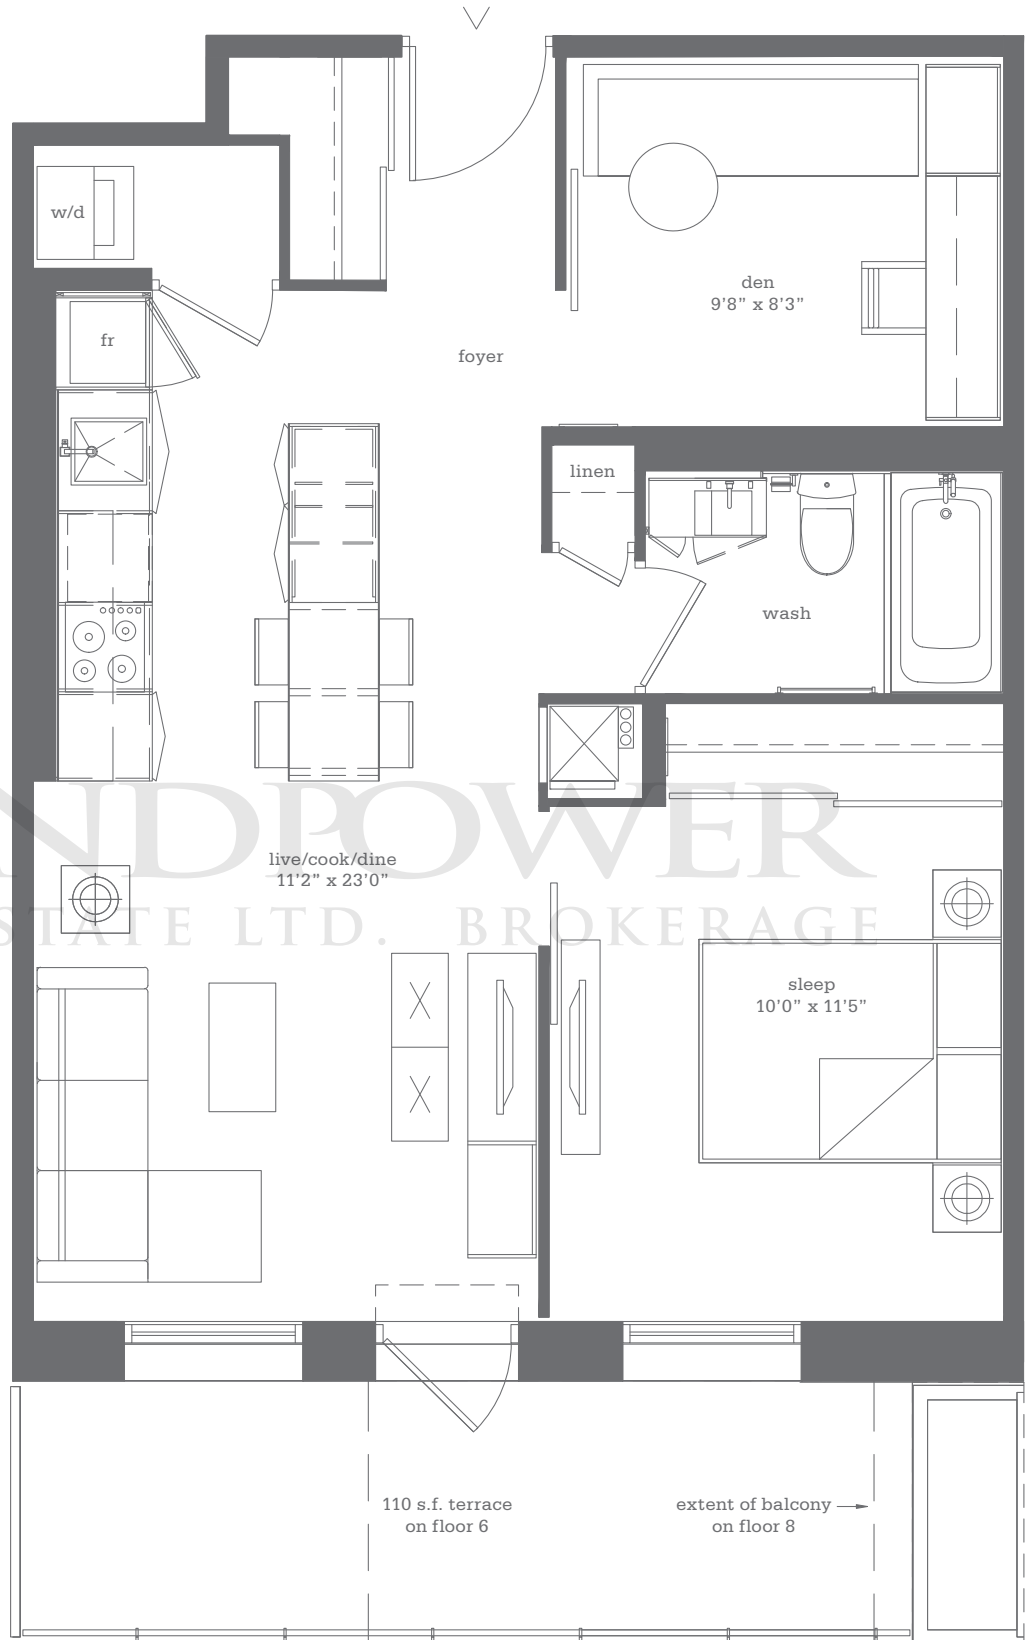 w/d
den
9'8" x 8'3"
fr
foyer
linen
wash
NDPOWER
live/cook/dine
11'2" x 23'0"
STATE LTD. BROKERAGE
sleep
10'0" x 11'5"
110 s.f. terrace
on floor 6
extent of balcony
on floor 8